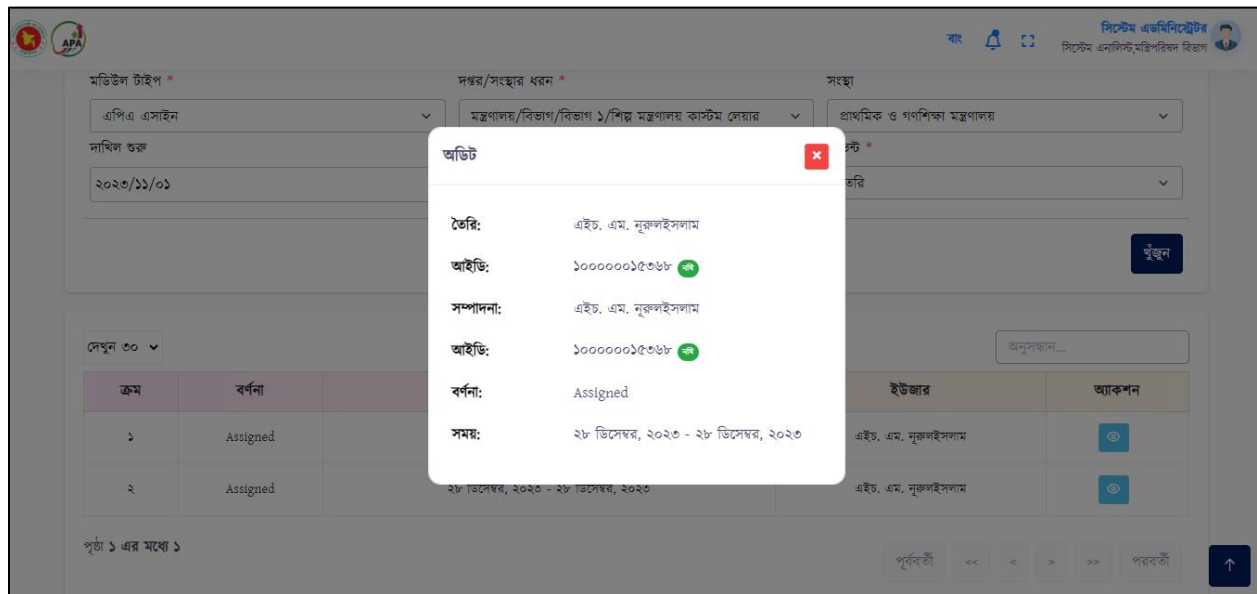 APA
বাং
সিস্টেম এডমিনিস্ট্রেটর
সিস্টেম এনালিস্ট,মন্ত্রিপরিষদ বিভাগ
মডিউল টাইপ *
দপ্তর/সংস্থার ধরন *
সংস্থা
এপিএ এসাইন
মন্ত্রণালয়/বিভাগ/বিভাগ ১/শিল্প মন্ত্রণালয় কাস্টম লেয়ার
প্রাথমিক ও গণশিক্ষা মন্ত্রণালয়
দাখিল শুরু
২০২৩/১১/০১
খুঁজুন
অডিট
তৈরি: এইচ. এম. নূরুলইসলাম
আইডি: ১০০০০০০১৫৩৬৮ নথি
সম্পাদনা: এইচ. এম. নূরুলইসলাম
আইডি: ১০০০০০০১৫৩৬৮ নথি
বর্ণনা: Assigned
সময়: ২৮ ডিসেম্বর, ২০২৩ - ২৮ ডিসেম্বর, ২০২৩
দেখুন ৩০
অনুসন্ধান...
ক্রম বর্ণনা ইউজার অ্যাকশন
১ Assigned এইচ. এম. নূরুলইসলাম
২ Assigned ২৮ ডিসেম্বর, ২০২৩ - ২৮ ডিসেম্বর, ২০২৩ এইচ. এম. নূরুলইসলাম
পৃষ্ঠা ১ এর মধ্যে ১
পূর্ববর্তী << < > >> পরবর্তী